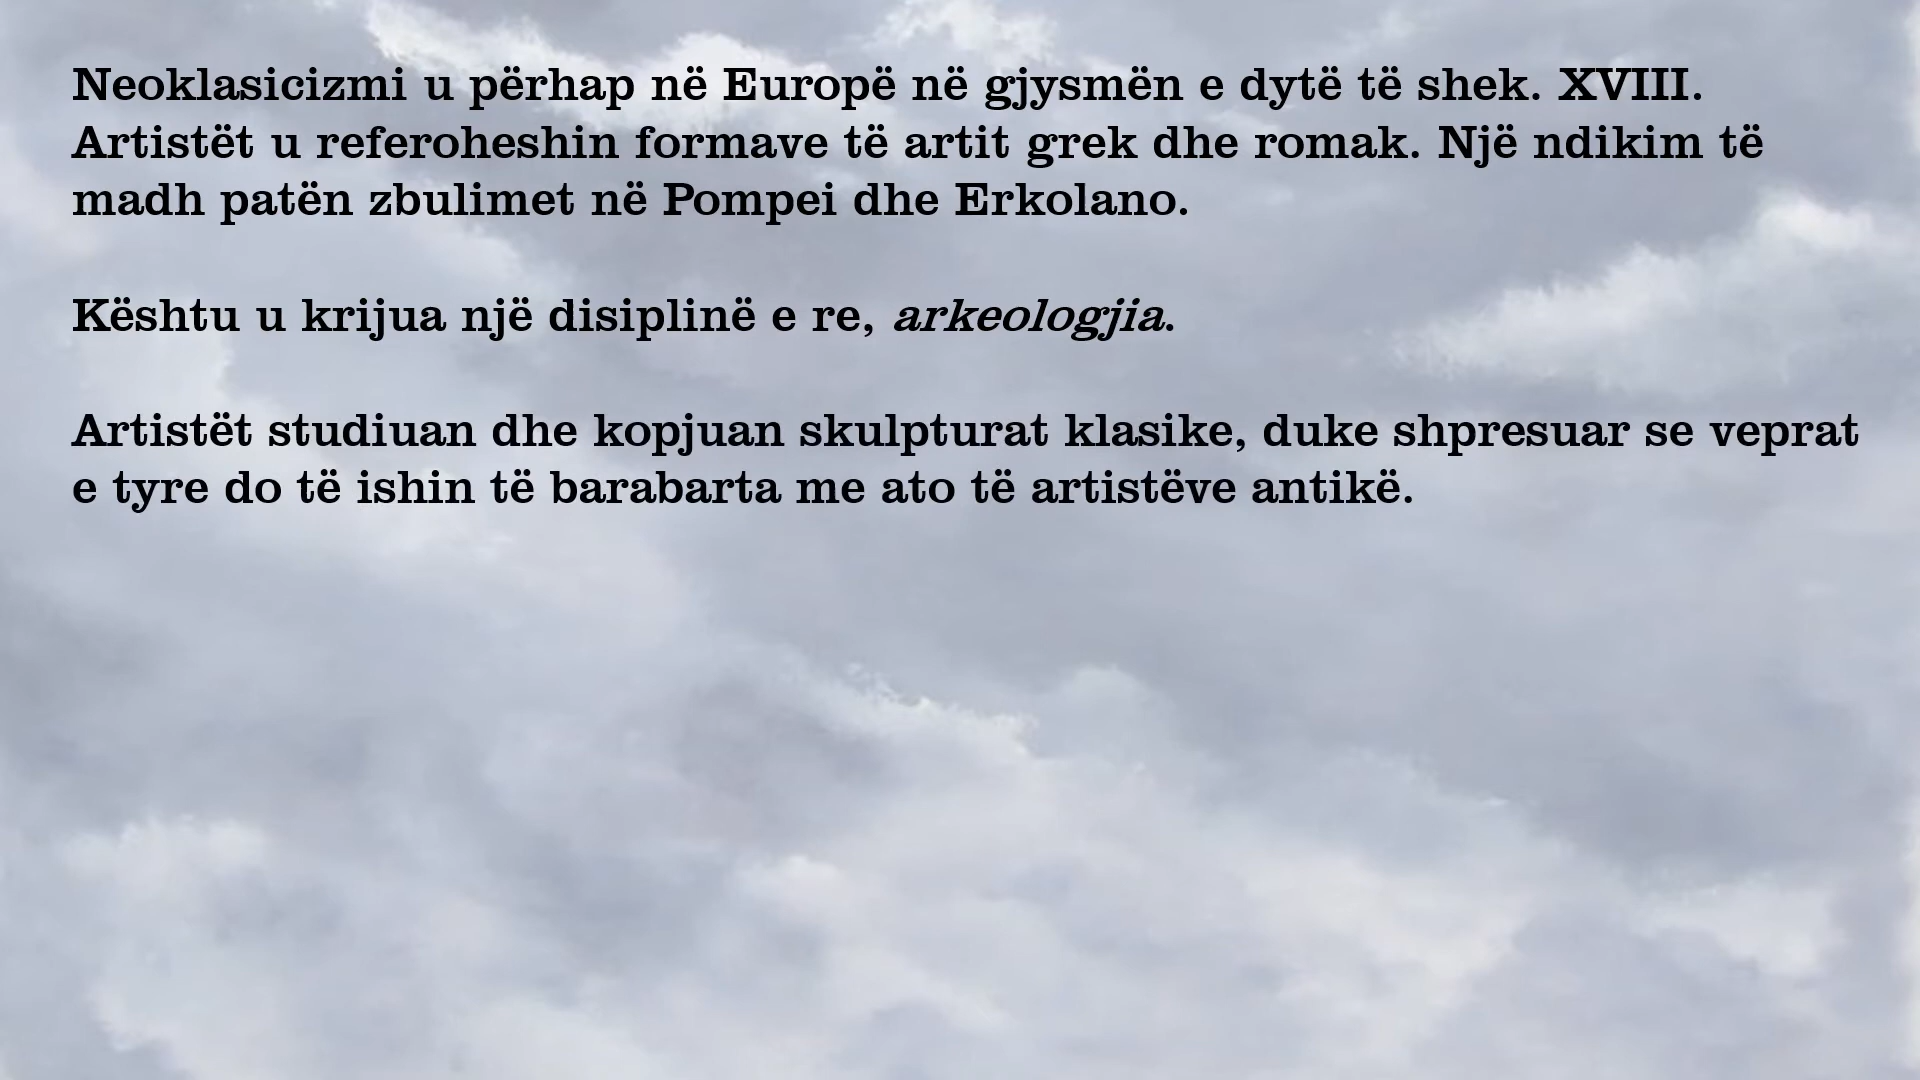 Neoklasicizmi u përhap në Europë në gjysmën e dytë të shek. XVIII.
Artistët u referoheshin formave të artit grek dhe romak. Një ndikim të
madh patën zbulimet në Pompei dhe Erkolano.
Kështu u krijua një disiplinë e re, arkeologjia.
Artistët studiuan dhe kopjuan skulpturat klasike, duke shpresuar se veprat
e tyre do të ishin të barabarta me ato të artistëve antikë.